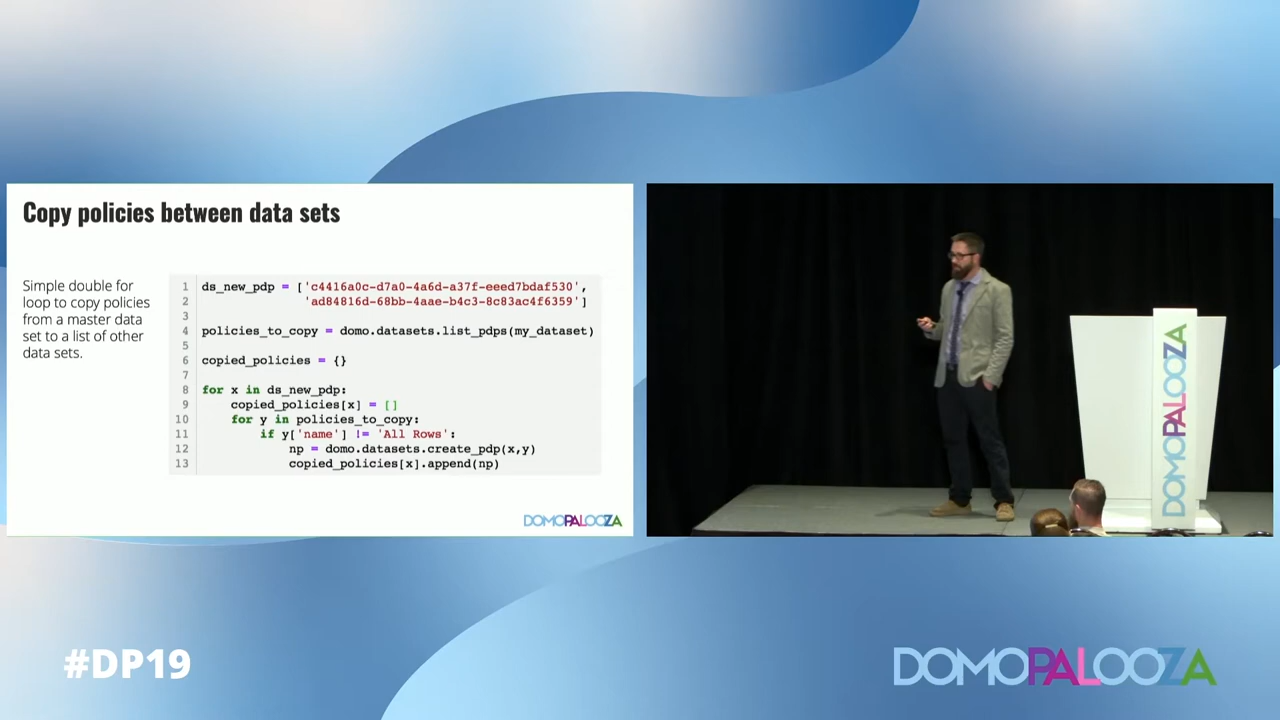 Copy policies between data sets
Simple double for
loop to copy policies
from a master data
set to a list of other
data sets.
1 ds_new_pdp = ['c4416a0c-d7a0-4a6d-a37f-eeed7bdaf530',
2 'ad84816d-68bb-4aae-b4c3-8c83ac4f6359']
3
4 policies_to_copy = domo.datasets.list_pdps(my_dataset)
5
6 copied_policies = {}
7
8 for x in ds_new_pdp:
9 copied_policies[x] = []
10 for y in policies_to_copy:
11 if y['name'] != 'All Rows':
12 np = domo.datasets.create_pdp(x,y)
13 copied_policies[x].append(np)
DOMOPALOOZA
DOMOPALOOZA
#DP19
DOMOPALOOZA